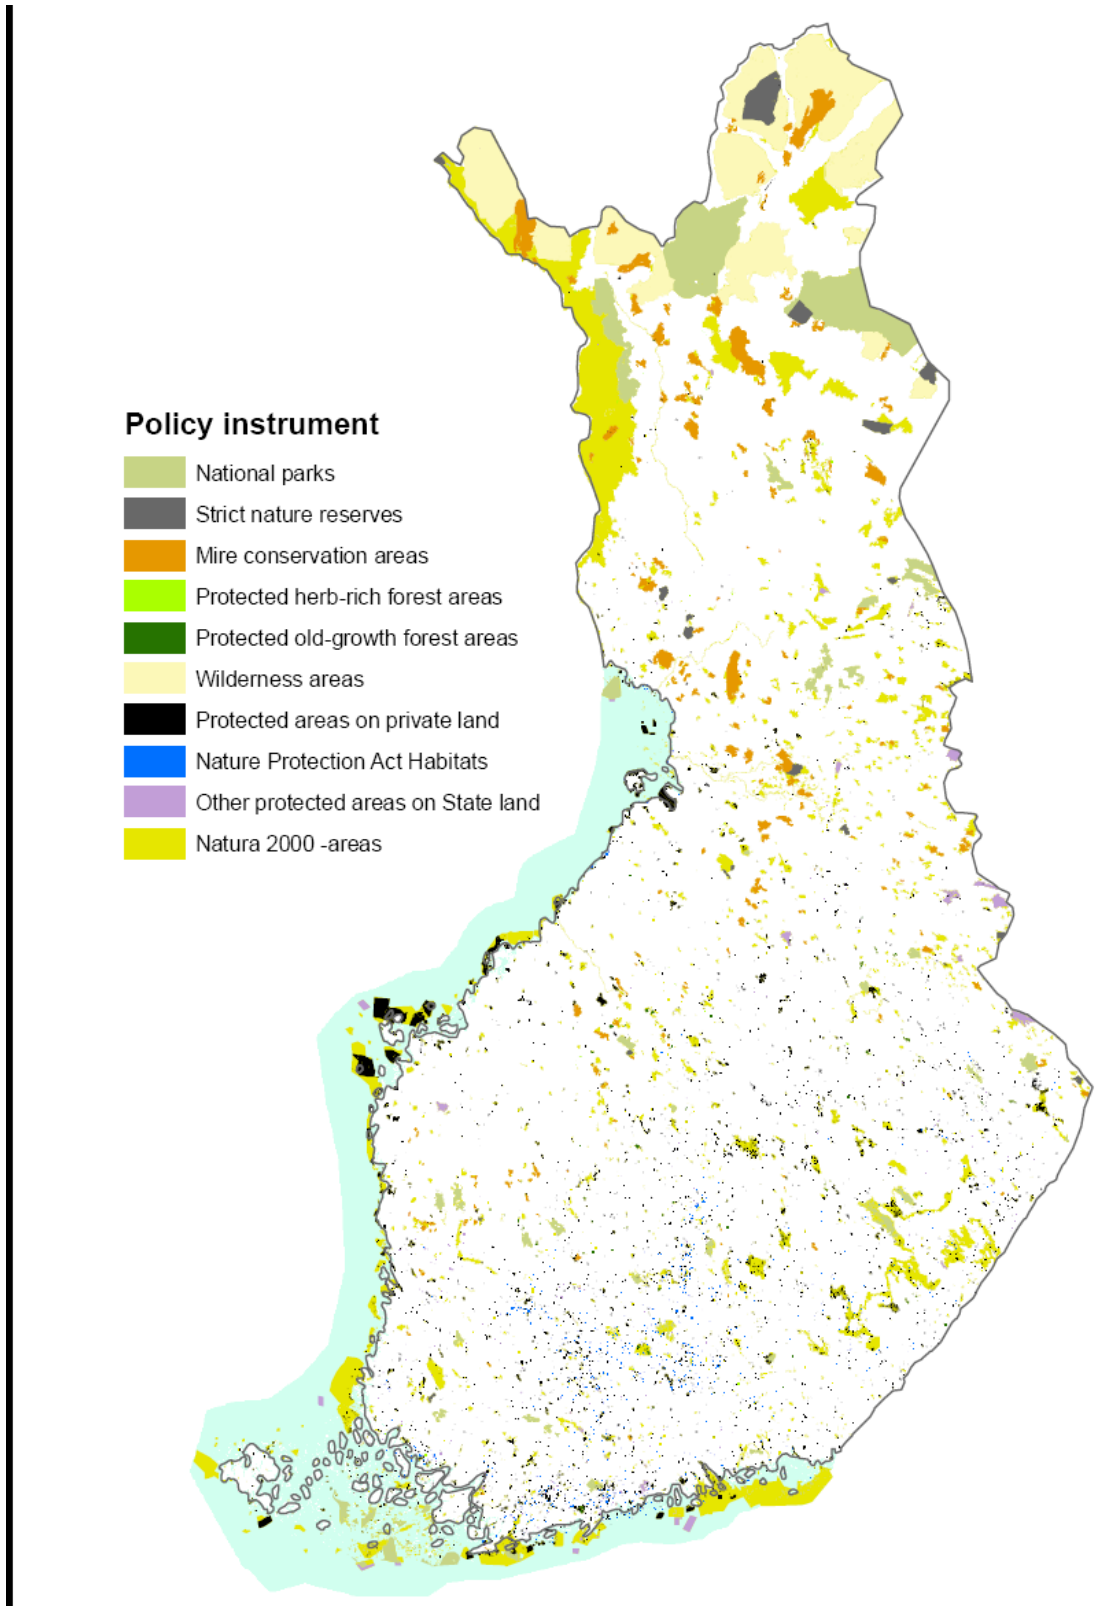 Policy instrument
National parks
Strict nature reserves
Mire conservation areas
Protected herb-rich forest areas
Protected old-growth forest areas
Wilderness areas
Protected areas on private land
Nature Protection Act Habitats
Other protected areas on State land
Natura 2000 -areas